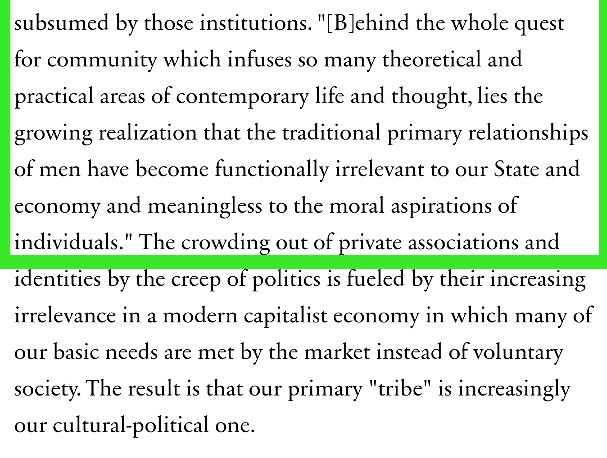 subsumed by those institutions. "[B]ehind the whole quest
for community which infuses so many theoretical and
practical areas of contemporary life and thought, lies the
growing realization that the traditional primary relationships
of men have become functionally irrelevant to our State and
economy and meaningless to the moral aspirations of
individuals." The crowding out of private associations and
identities by the creep of politics is fueled by their increasing
irrelevance in a modern capitalist economy in which many of
our basic needs are met by the market instead of voluntary
society. The result is that our primary "tribe" is increasingly
our cultural-political one.